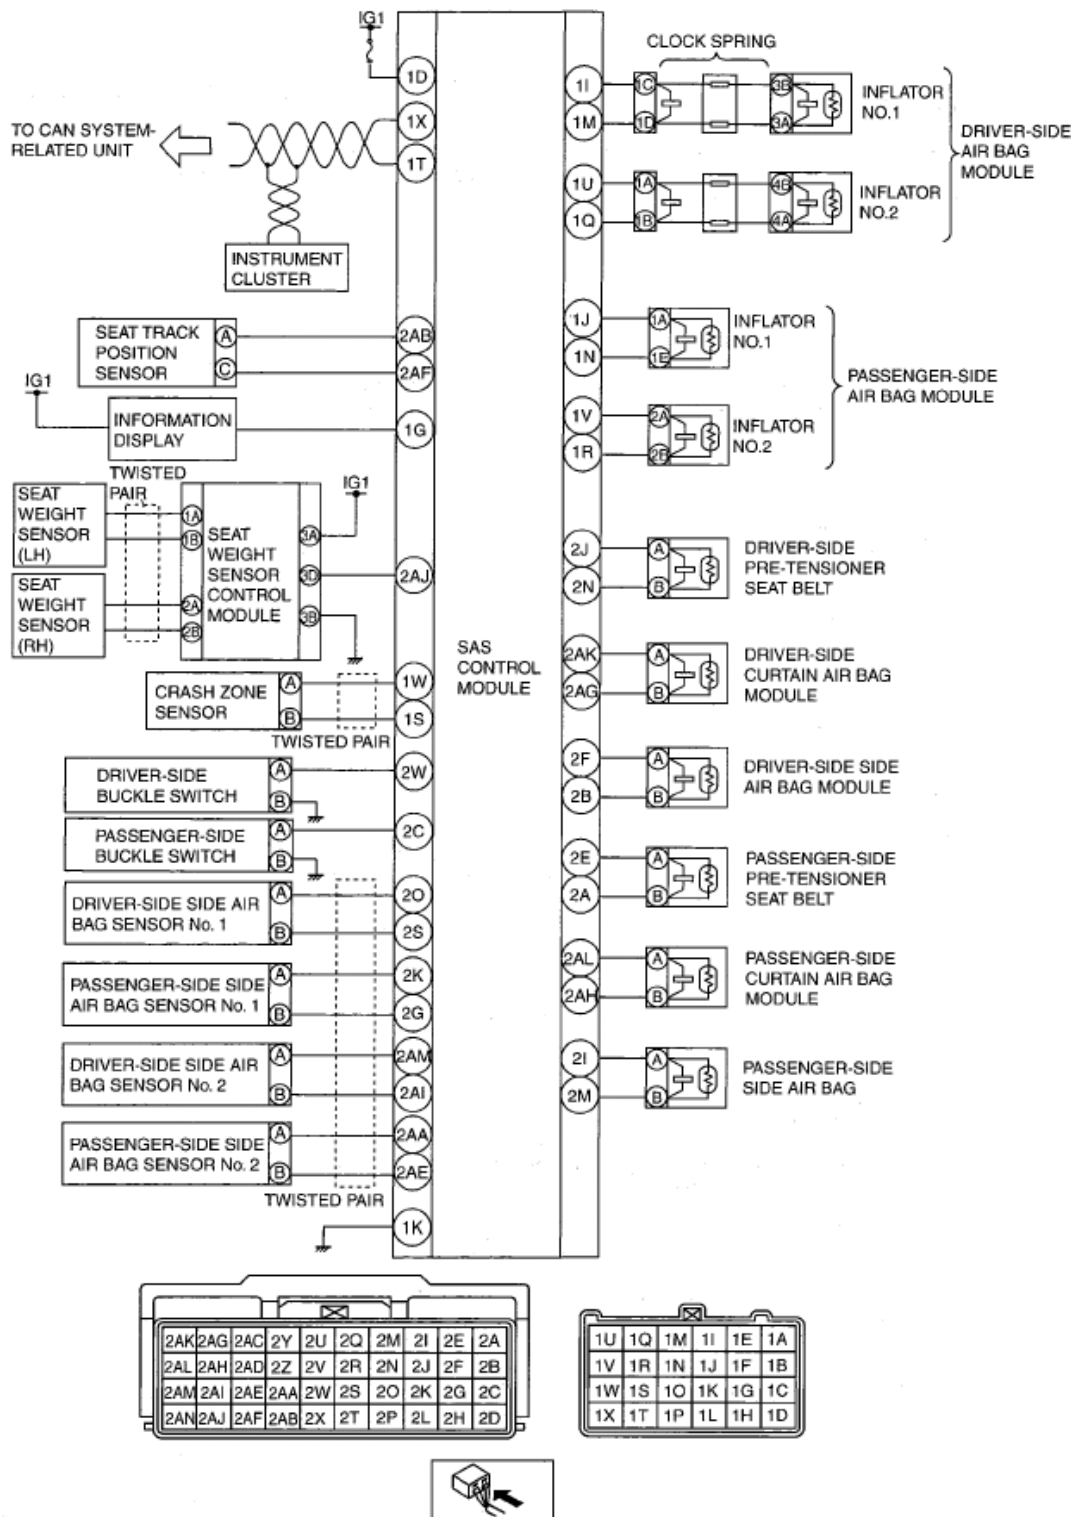 IG1
1D
TO CAN SYSTEM-
RELATED UNIT
1X
1T
INSTRUMENT
CLUSTER
SEAT TRACK
POSITION
SENSOR
A
C
2AB
2AF
IG1
INFORMATION
DISPLAY
1G
TWISTED
PAIR
SEAT
WEIGHT
SENSOR
(LH)
1A
1B
SEAT
WEIGHT
SENSOR
(RH)
2A
2B
SEAT
WEIGHT
SENSOR
CONTROL
MODULE
3A
3D
3B
IG1
2AJ
CRASH ZONE
SENSOR
A
B
1W
1S
TWISTED PAIR
DRIVER-SIDE
BUCKLE SWITCH
A
B
2W
PASSENGER-SIDE
BUCKLE SWITCH
A
B
2C
DRIVER-SIDE SIDE AIR
BAG SENSOR No. 1
A
B
2O
2S
PASSENGER-SIDE SIDE
AIR BAG SENSOR No. 1
A
B
2K
2G
DRIVER-SIDE SIDE AIR
BAG SENSOR No. 2
A
B
2AM
2AI
PASSENGER-SIDE SIDE
AIR BAG SENSOR No. 2
A
B
2AA
2AE
TWISTED PAIR
1K
SAS
CONTROL
MODULE
CLOCK SPRING
1I
1M
1C
1D
3B
3A
INFLATOR
NO.1
1U
1Q
1A
1B
4B
4A
INFLATOR
NO.2
DRIVER-SIDE
AIR BAG
MODULE
1J
1N
1A
1E
INFLATOR
NO.1
1V
1R
2A
2B
INFLATOR
NO.2
PASSENGER-SIDE
AIR BAG MODULE
2J
2N
A
B
DRIVER-SIDE
PRE-TENSIONER
SEAT BELT
2AK
2AG
A
B
DRIVER-SIDE
CURTAIN AIR BAG
MODULE
2F
2B
A
B
DRIVER-SIDE SIDE
AIR BAG MODULE
2E
2A
A
B
PASSENGER-SIDE
PRE-TENSIONER
SEAT BELT
2AL
2AH
A
B
PASSENGER-SIDE
CURTAIN AIR BAG
MODULE
2I
2M
A
B
PASSENGER-SIDE
SIDE AIR BAG
2AK 2AG 2AC 2Y 2U 2Q 2M 2I 2E 2A
2AL 2AH 2AD 2Z 2V 2R 2N 2J 2F 2B
2AM 2AI 2AE 2AA 2W 2S 2O 2K 2G 2C
2AN 2AJ 2AF 2AB 2X 2T 2P 2L 2H 2D
1U 1Q 1M 1I 1E 1A
1V 1R 1N 1J 1F 1B
1W 1S 1O 1K 1G 1C
1X 1T 1P 1L 1H 1D